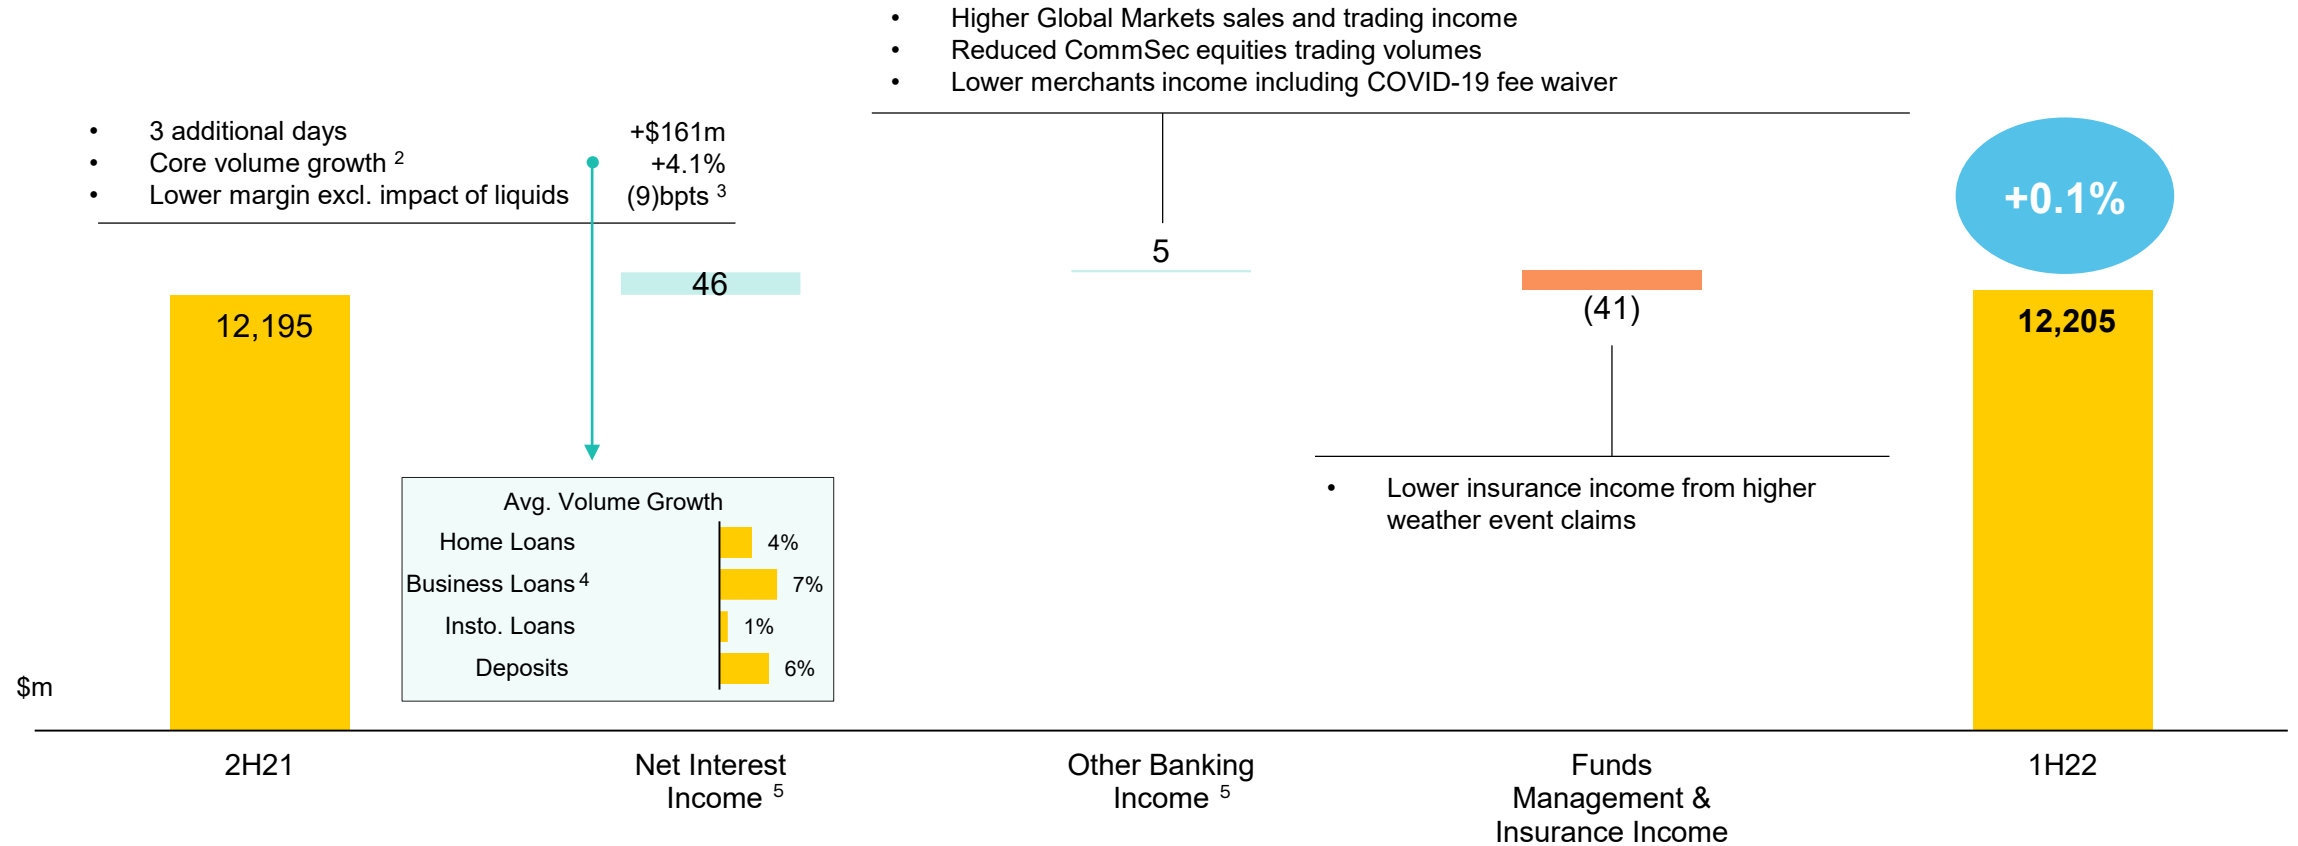 • Higher Global Markets sales and trading income
• Reduced CommSec equities trading volumes
• Lower merchants income including COVID-19 fee waiver
• 3 additional days +$161m
• Core volume growth 2 +4.1%
• Lower margin excl. impact of liquids (9)bpts 3
+0.1%
12,195
46
5
(41)
12,205
• Lower insurance income from higher
weather event claims
Avg. Volume Growth
Home Loans 4%
Business Loans 4 7%
Insto. Loans 1%
Deposits 6%
$m
2H21
Net Interest
Income 5
Other Banking
Income 5
Funds
Management &
Insurance Income
1H22